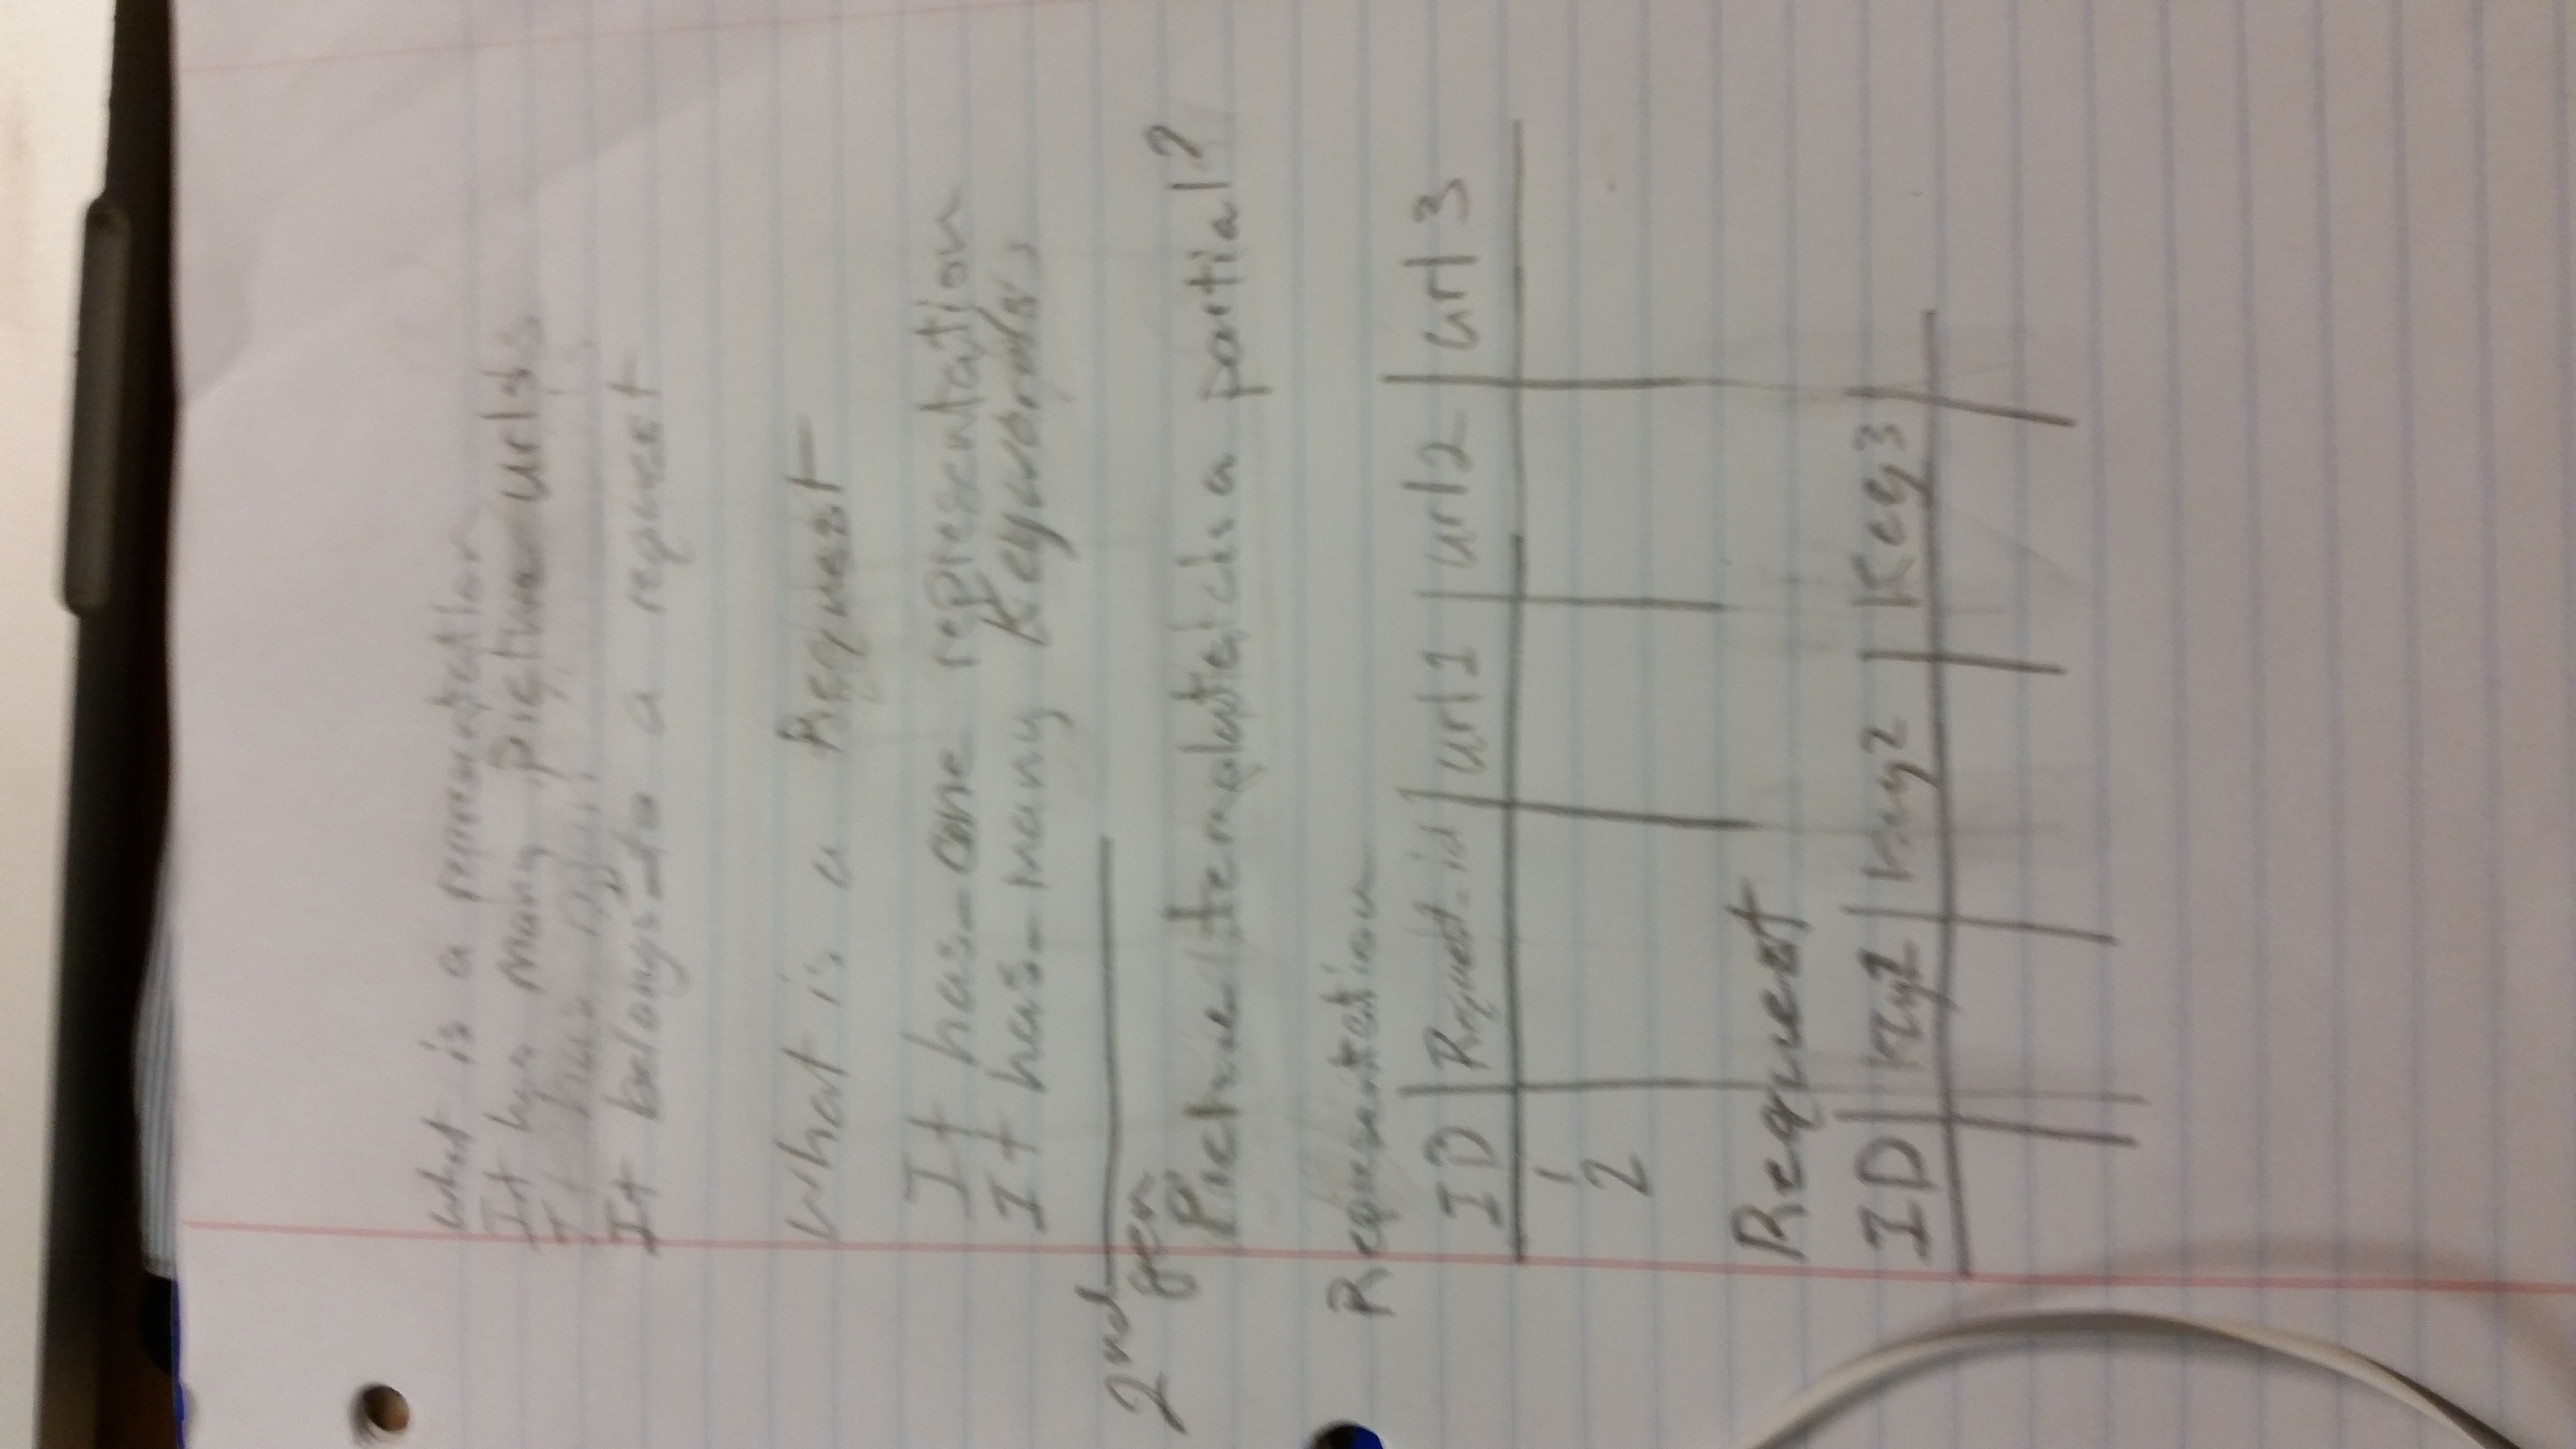 What is a representation
It has many picture urls
It has
It belongs_to a request
What is a Request
It has_one representation
It has_many Keywords
2nd gen
Picture template is a partial?
Representation
ID Request_id url1 url2 url3
1
2
Request
ID Key1 Key2 Key3